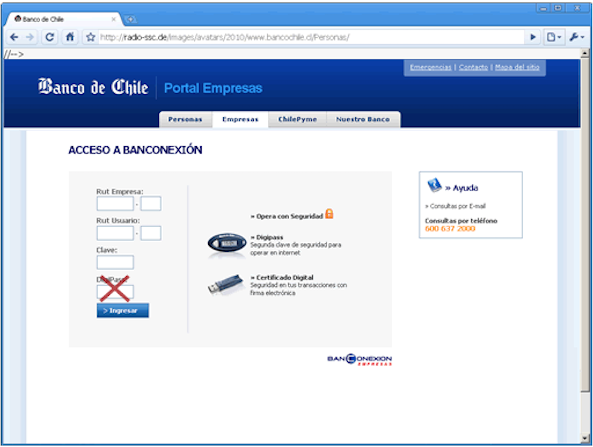 Banco de Chile
http://radio-ssc.de/images/avatars/2010/www.bancochile.cl/Personas/
//-->
Emergencias | Contacto | Mapa del sitio
Banco de Chile | Portal Empresas
Personas Empresas ChilePyme Nuestro Banco
ACCESO A BANCONEXIÓN
Rut Empresa:
-
Rut Usuario:
-
Clave:
DigiPass
> Ingresar
» Opera con Seguridad
» Digipass
Segunda clave de seguridad para
operar en internet
» Certificado Digital
Seguridad en tus transacciones con
firma electrónica
» Ayuda
» Consultas por E-mail
Consultas por teléfono
600 637 2000
BANCONEXION
EMPRESAS